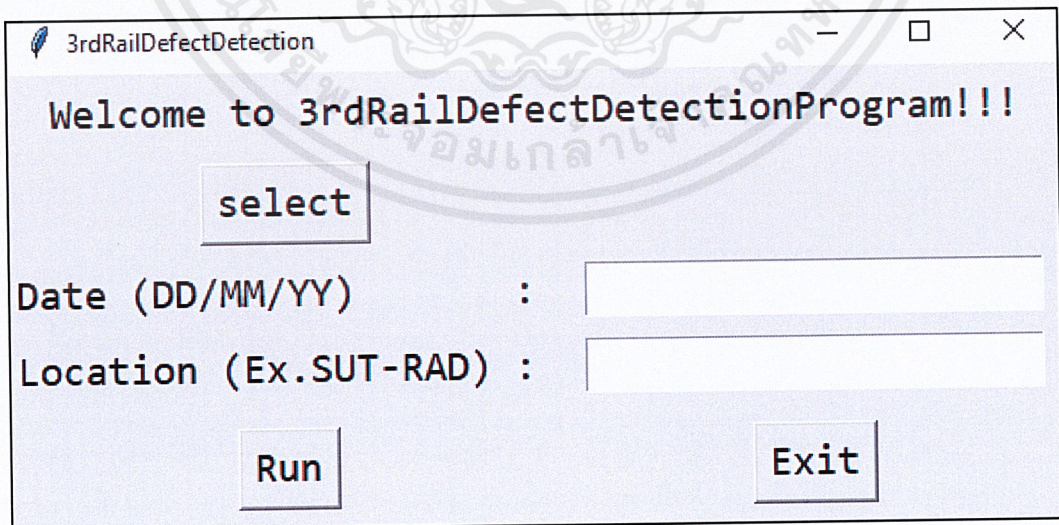 3rdRailDefectDetection
Welcome to 3rdRailDefectDetectionProgram!!!
select
Date (DD/MM/YY) :
Location (Ex.SUT-RAD) :
Run Exit